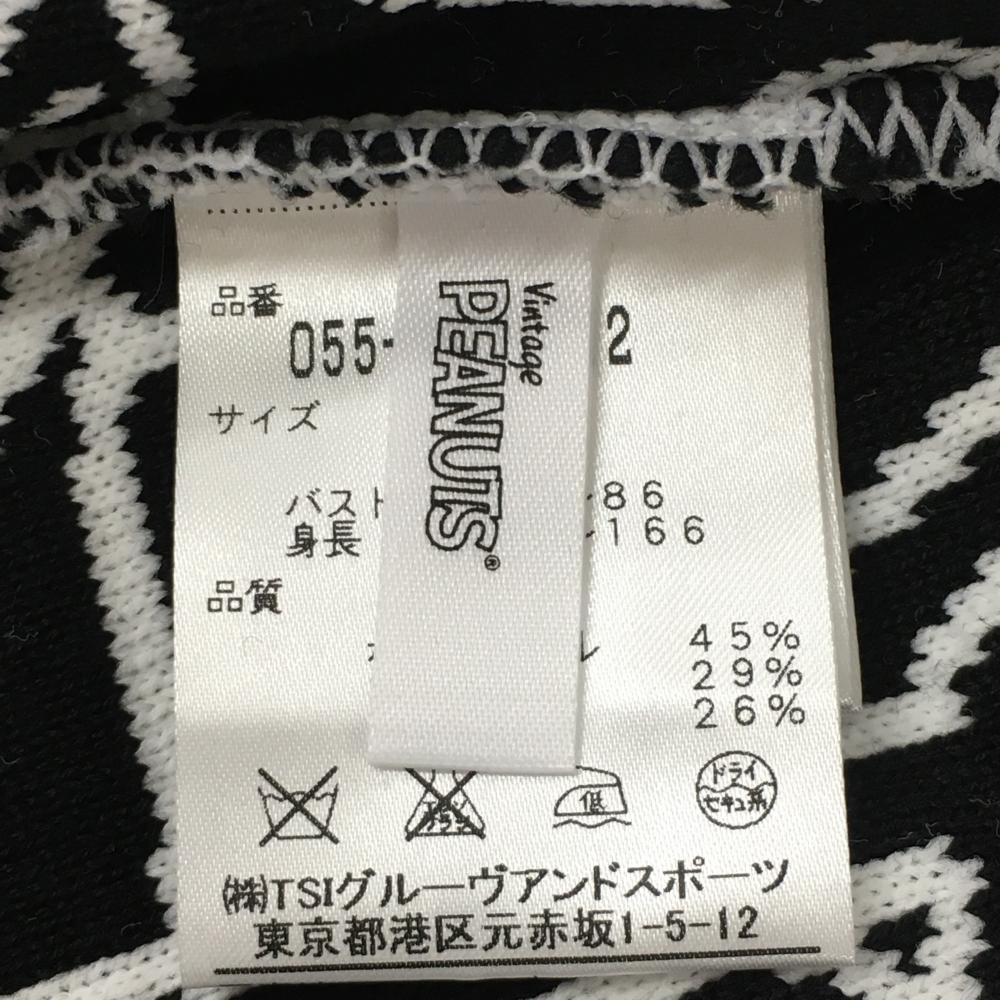 品番
055- 2
サイズ
バスト 86
身長 166
品質
45%
29%
26%
Vintage
PEANUTS®
低
ドライ
セキユ系
㈱TSIグルーヴアンドスポーツ
東京都港区元赤坂1-5-12